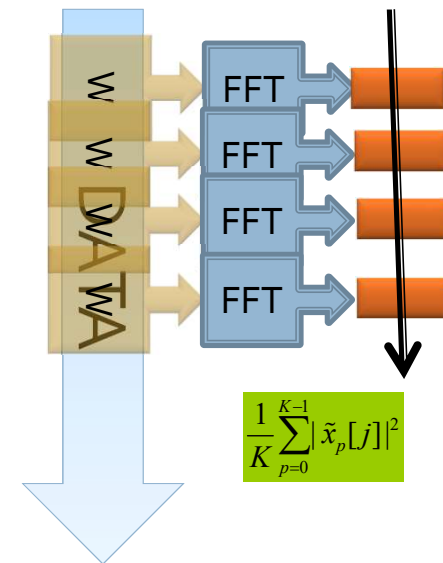 W
FFT
W
FFT
W
FFT
W
FFT
DATA
\frac{1}{K} \sum_{p=0}^{K-1} | \tilde{x}_p[j] |^2